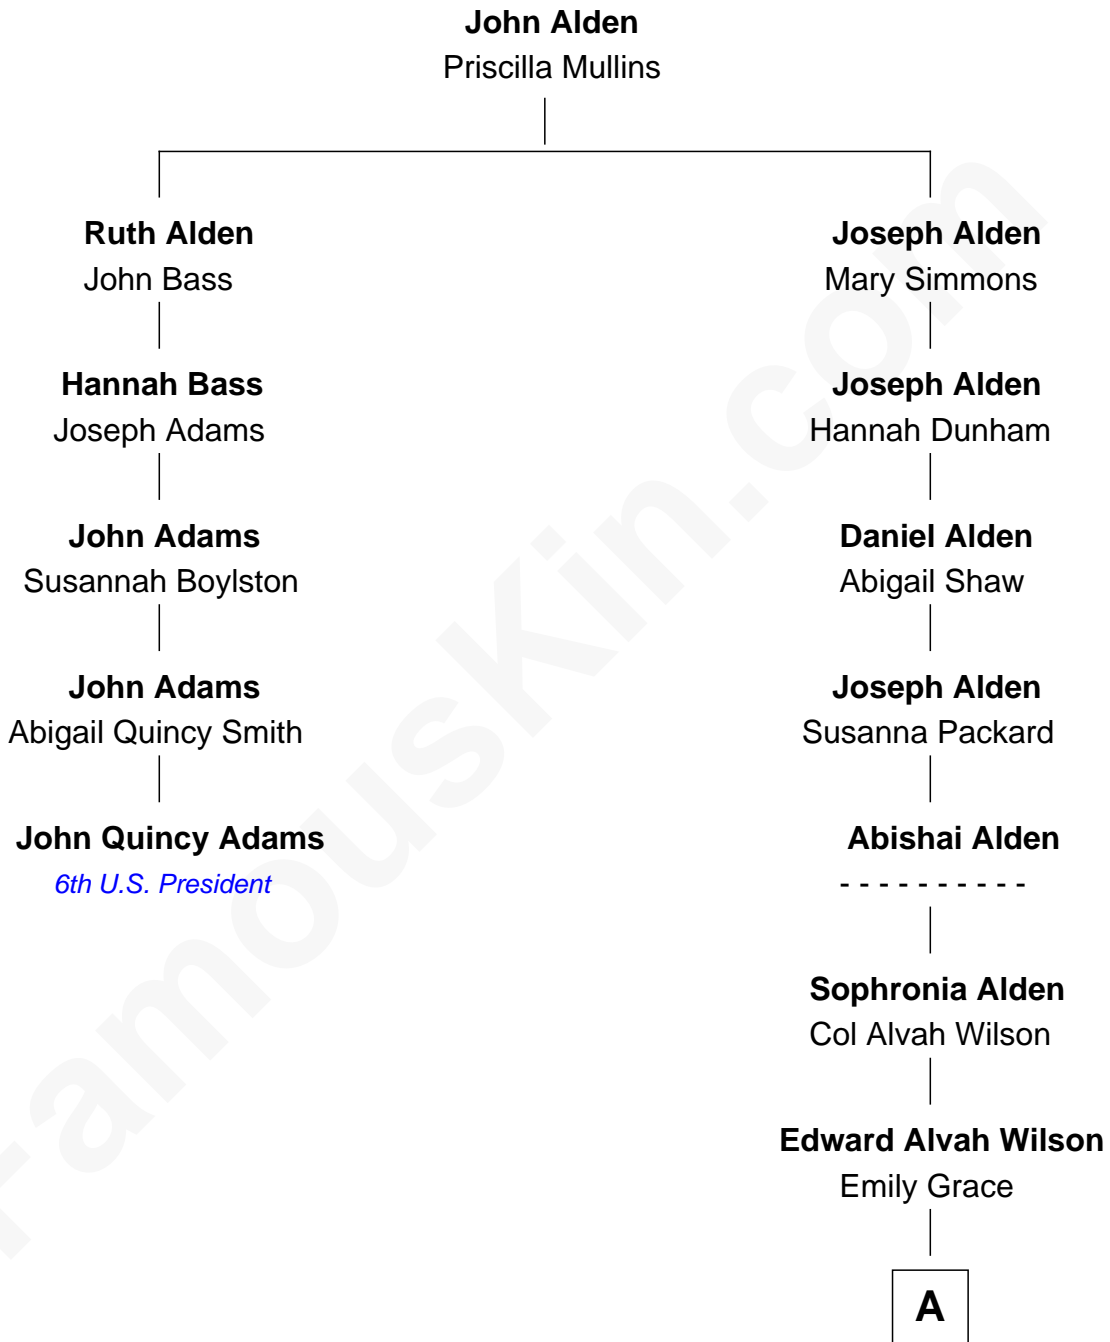 John Alden
Priscilla Mullins
Ruth Alden
John Bass
Joseph Alden
Mary Simmons
Hannah Bass
Joseph Adams
Joseph Alden
Hannah Dunham
John Adams
Susannah Boylston
Daniel Alden
Abigail Shaw
John Adams
Abigail Quincy Smith
Joseph Alden
Susanna Packard
John Quincy Adams
6th U.S. President
Abishai Alden
- - - - - - - - - -
Sophronia Alden
Col Alvah Wilson
Edward Alvah Wilson
Emily Grace
A
FamousKin.com